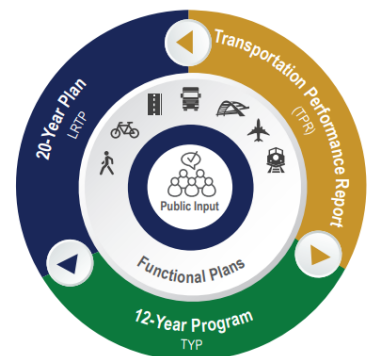 20-Year Plan
LRTP
Transportation Performance Report
(TPR)
Public Input
Functional Plans
12-Year Program
TYP